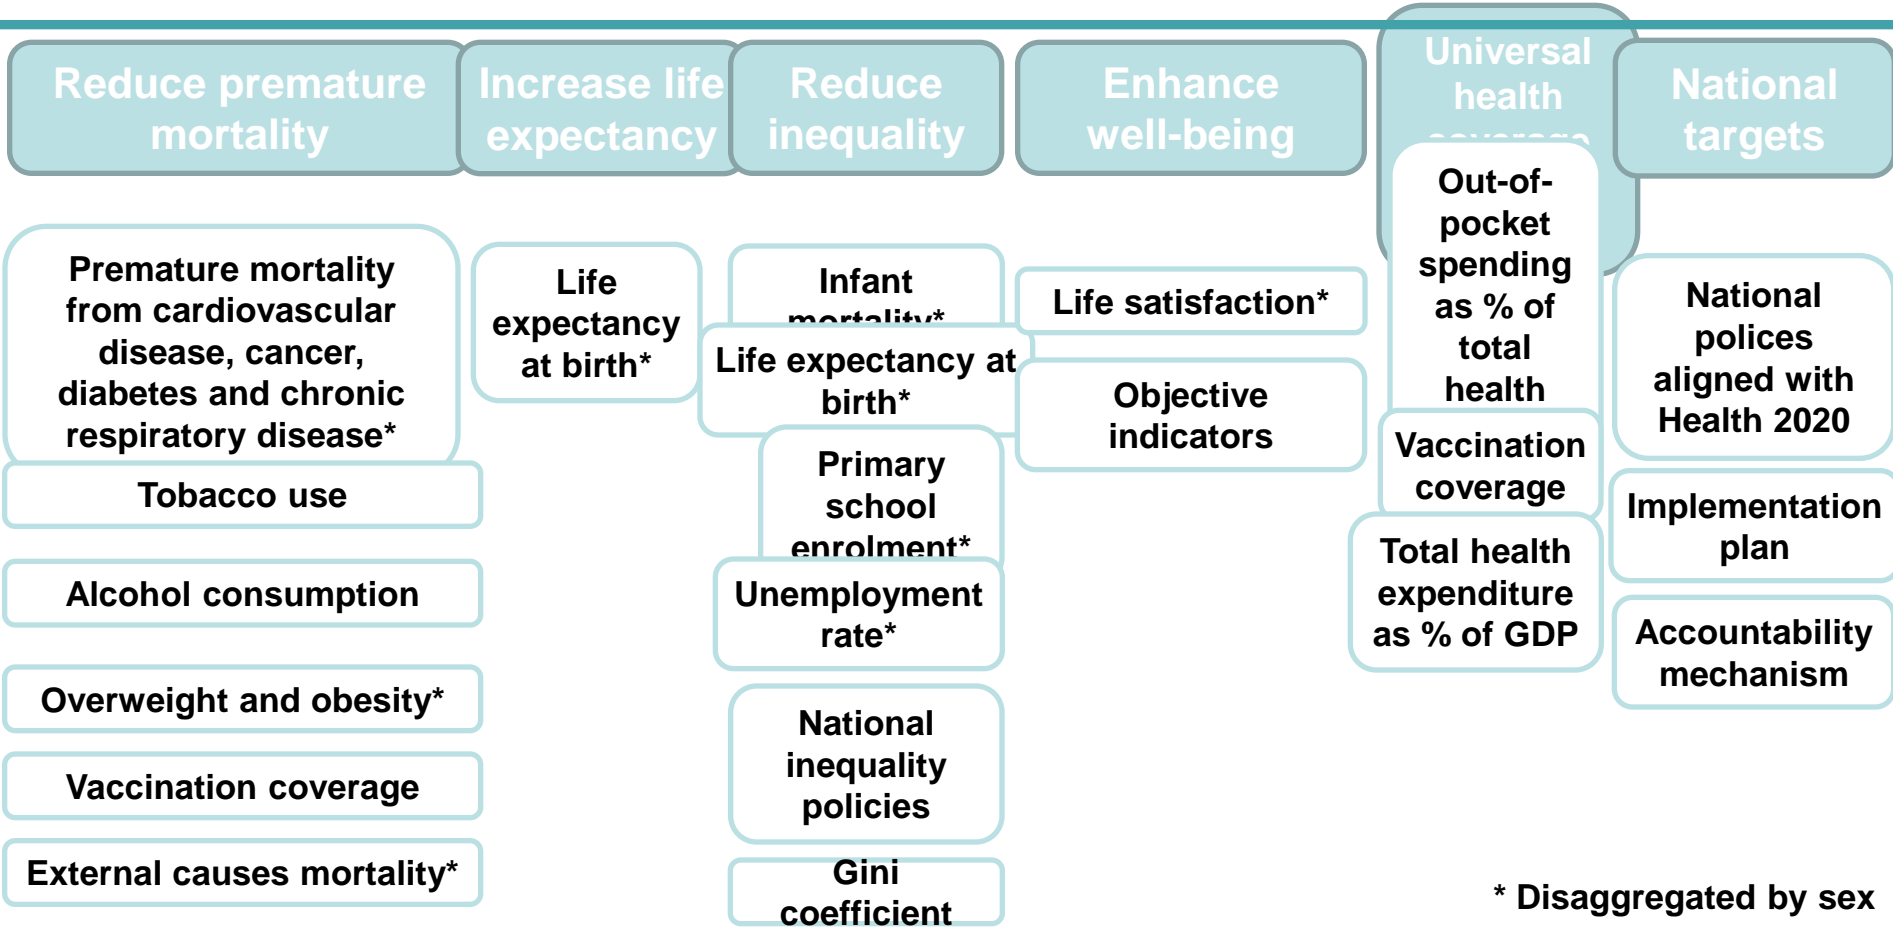 Reduce premature
mortality
Increase life
expectancy
Reduce
inequality
Enhance
well-being
Universal
health
coverage
National
targets
Premature mortality
from cardiovascular
disease, cancer,
diabetes and chronic
respiratory disease*
Tobacco use
Alcohol consumption
Overweight and obesity*
Vaccination coverage
External causes mortality*
Life
expectancy
at birth*
Infant
mortality*
Life expectancy at
birth*
Primary
school
enrolment*
Unemployment
rate*
National
inequality
policies
Gini
coefficient
Life satisfaction*
Objective
indicators
Out-of-
pocket
spending
as % of
total
health
Vaccination
coverage
Total health
expenditure
as % of GDP
National
polices
aligned with
Health 2020
Implementation
plan
Accountability
mechanism
* Disaggregated by sex